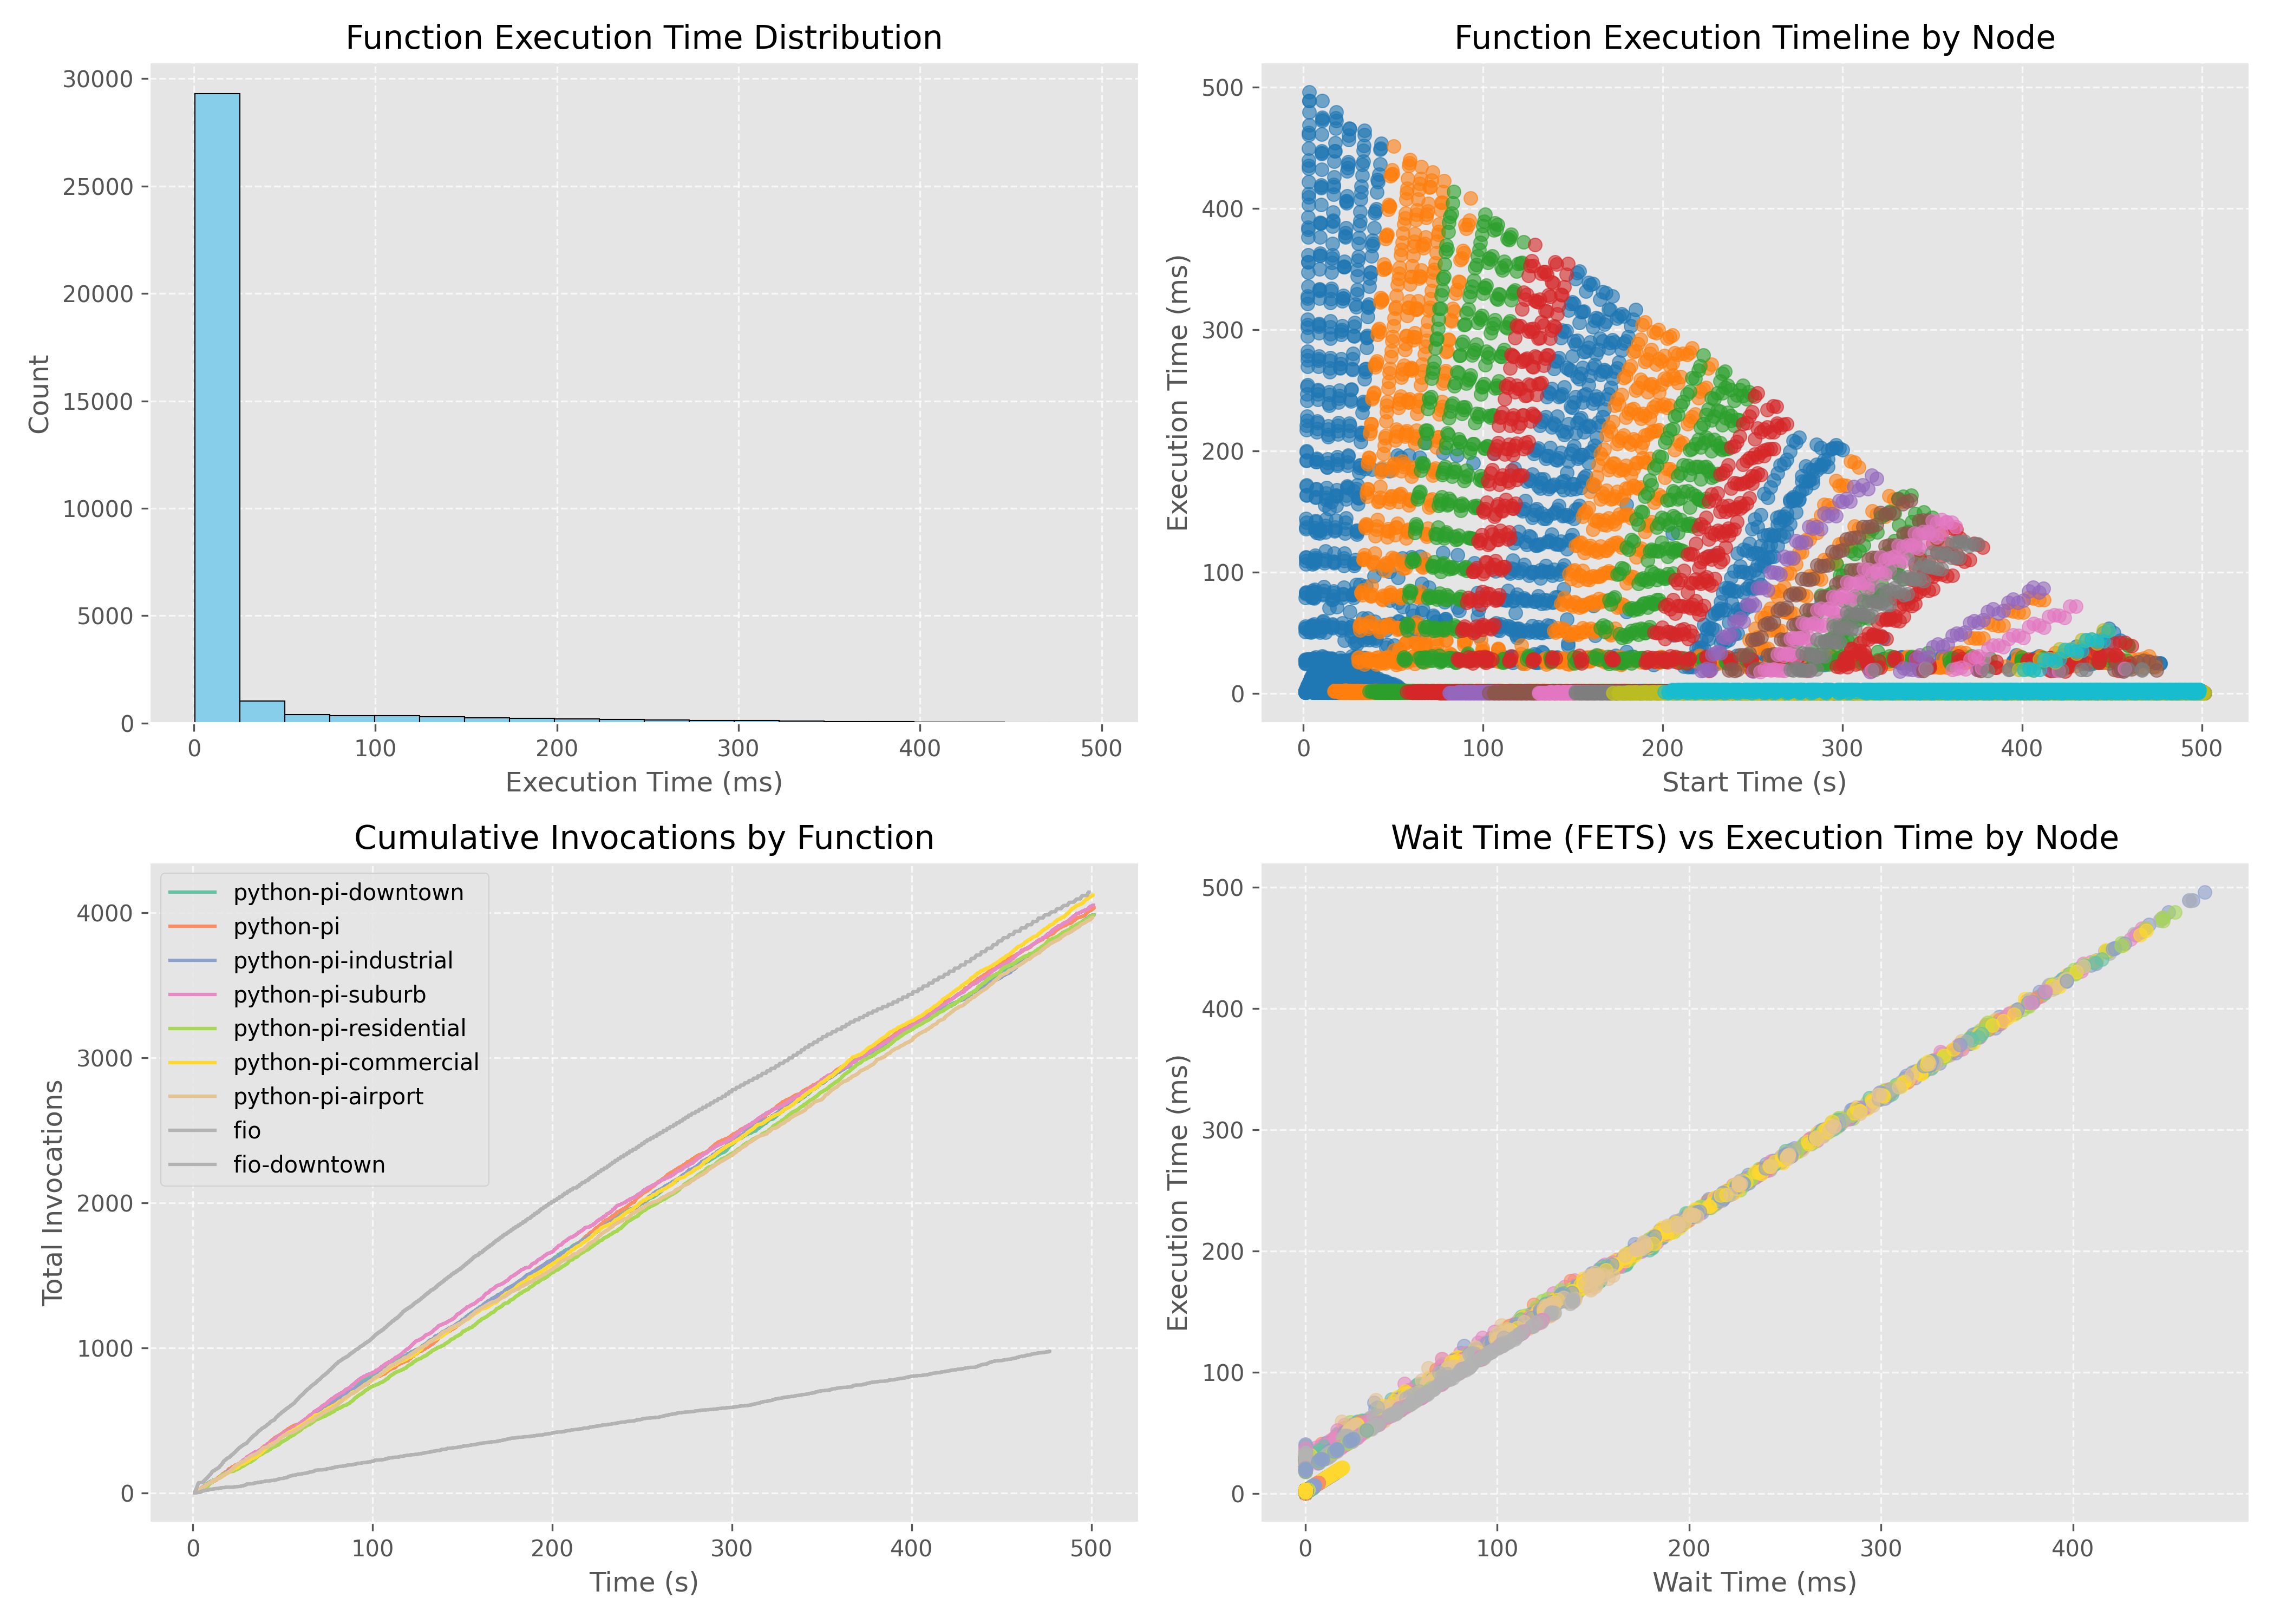 Function Execution Time Distribution
30000
25000
20000
15000
10000
5000
0
Count
0 100 200 300 400 500
Execution Time (ms)
Function Execution Timeline by Node
500
400
300
200
100
0
Execution Time (ms)
0 100 200 300 400 500
Start Time (s)
Cumulative Invocations by Function
python-pi-downtown
python-pi
python-pi-industrial
python-pi-suburb
python-pi-residential
python-pi-commercial
python-pi-airport
fio
fio-downtown
4000
3000
2000
1000
0
Total Invocations
0 100 200 300 400 500
Time (s)
Wait Time (FETS) vs Execution Time by Node
500
400
300
200
100
0
Execution Time (ms)
0 100 200 300 400
Wait Time (ms)